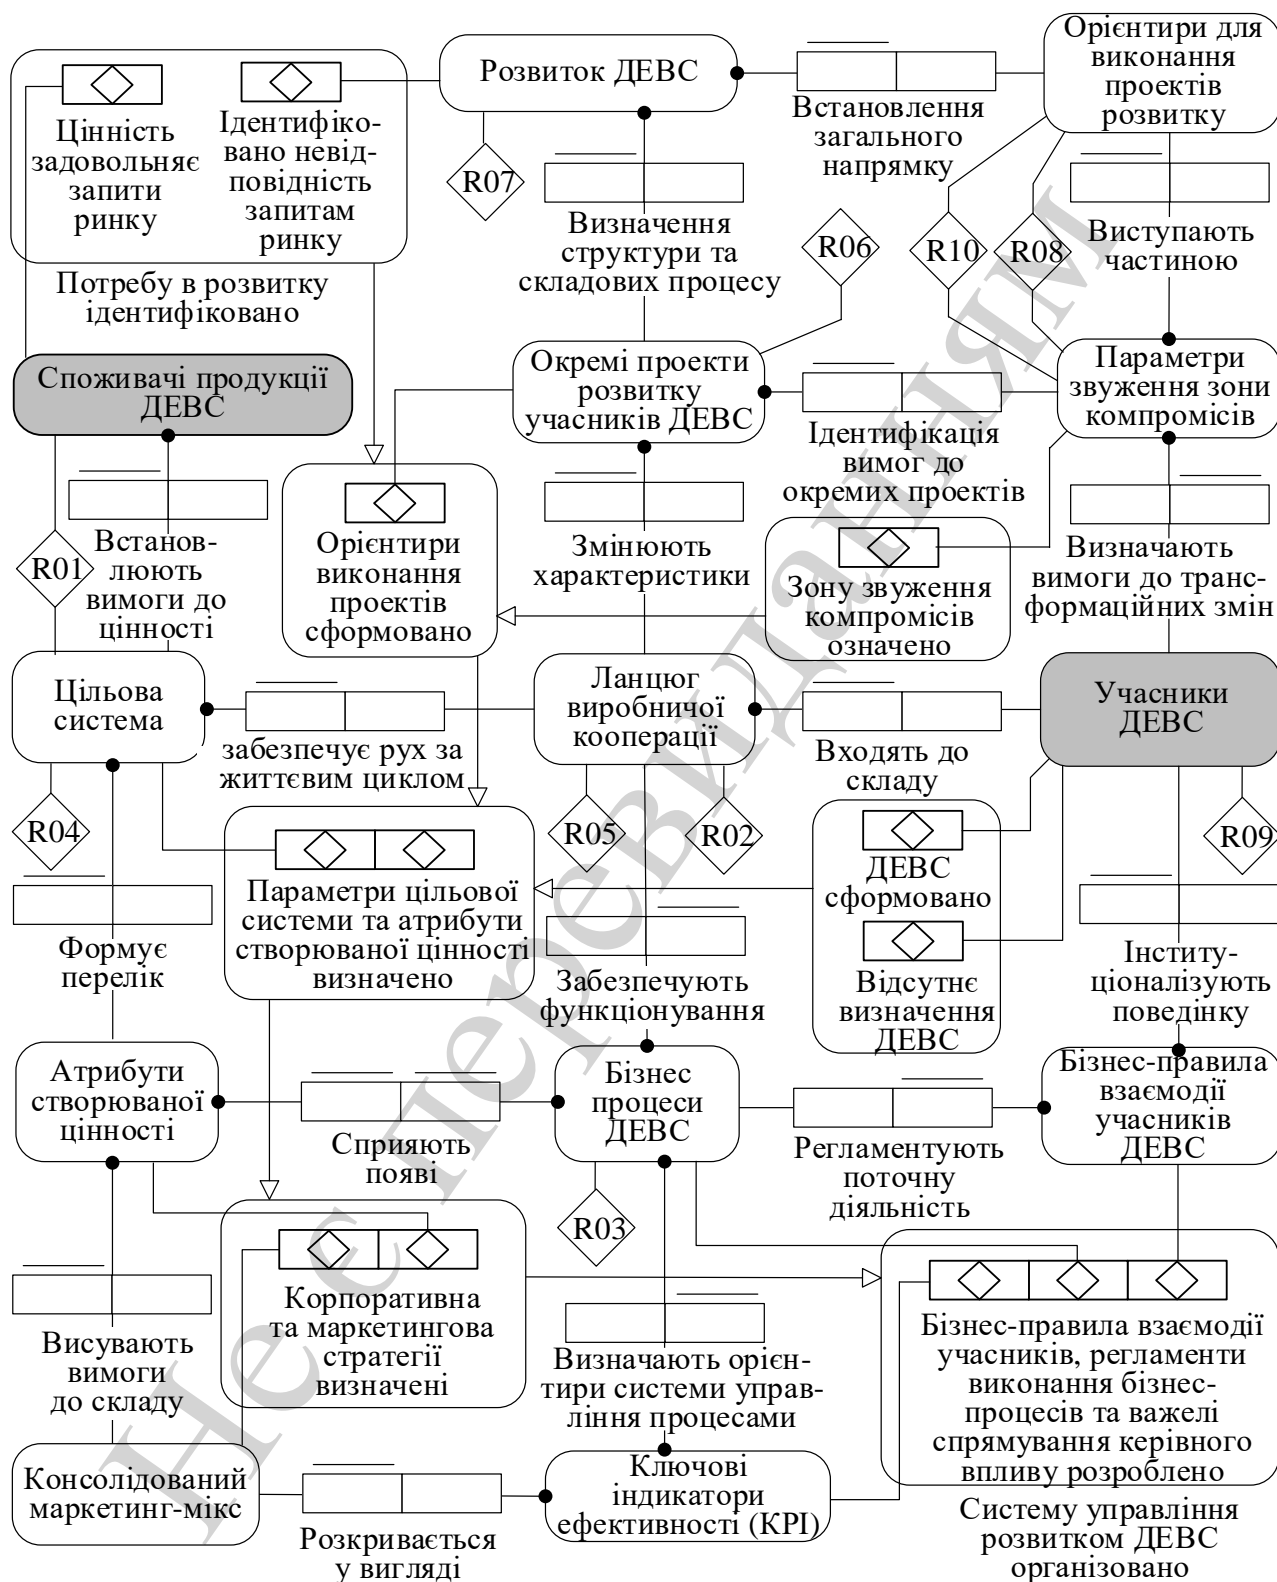 Цінність
задовольняє
запити
ринку
Ідентифіко-
вано невід-
повідність
запитам
ринку
Потребу в розвитку
ідентифіковано
Розвиток ДЕВС
R07
Визначення
структури та
складових процесу
Встановлення
загального
напрямку
Орієнтири для
виконання
проектів
розвитку
R06
R10
R08
Виступають
частиною
Споживачі продукції
ДЕВС
Окремі проекти
розвитку
учасників ДЕВС
Параметри
звуження зони
компромісів
Ідентифікація
вимог до
окремих проектів
R01
Встанов-
люють
вимоги до
цінності
Орієнтири
виконання
проектів
сформовано
Змінюють
характеристики
Зону звуження
компромісів
означено
Визначають
вимоги до транс-
формаційних змін
Цільова
система
забезпечує рух за
життєвим циклом
Ланцюг
виробничої
кооперації
Входять до
складу
Учасники
ДЕВС
R04
R05
R02
R09
Параметри цільової
системи та атрибути
створюваної цінності
визначено
ДЕВС
сформовано
Відсутнє
визначення
ДЕВС
Формує
перелік
Забезпечують
функціонування
Інститу-
ціоналізують
поведінку
Атрибути
створюваної
цінності
Сприяють
появі
Бізнес
процеси
ДЕВС
Регламентують
поточну
діяльність
Бізнес-правила
взаємодії
учасників
ДЕВС
R03
Корпоративна
та маркетингова
стратегії
визначені
Висувають
вимоги
до складу
Визначають орієн-
тири системи управ-
ління процесами
Бізнес-правила взаємодії
учасників, регламенти
виконання бізнес-
процесів та важелі
спрямування керівного
впливу розроблено
Консолідований
маркетинг-мікс
Розкривається
у вигляді
Ключові
індикатори
ефективності (KPI)
Систему управління
розвитком ДЕВС
організовано
Не є перевиданням